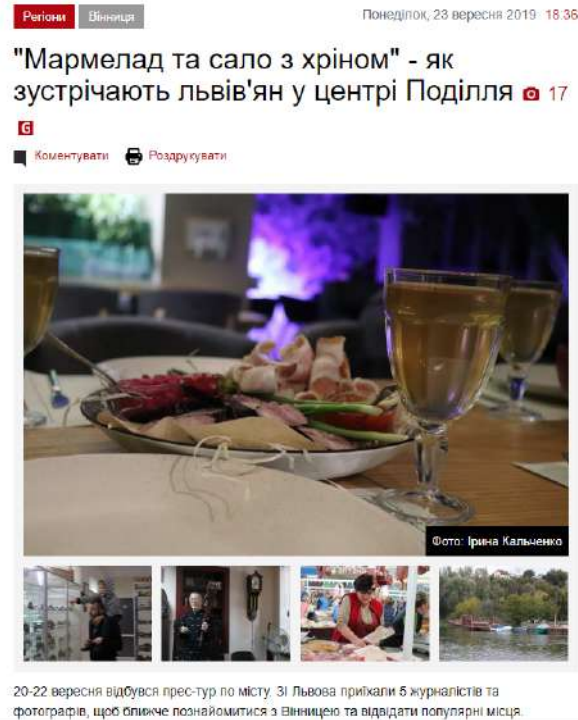 Регіони Вінниця Понеділок, 23 вересня 2019 18:36
"Мармелад та сало з хріном" - як
зустрічають львів'ян у центрі Поділля 17
G
Коментувати Роздрукувати
Фото: Ірина Кальченко
20-22 вересня відбувся прес-тур по місту. Зі Львова приїхали 5 журналістів та
фотографів, щоб ближче познайомитися з Вінницею та відвідати популярні місця.